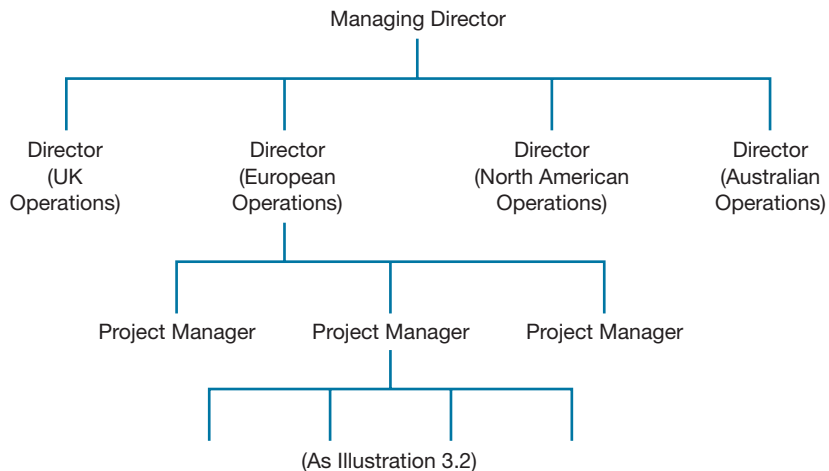 Managing Director
Director
(UK
Operations)
Director
(European
Operations)
Director
(North American
Operations)
Director
(Australian
Operations)
Project Manager
Project Manager
Project Manager
(As Illustration 3.2)